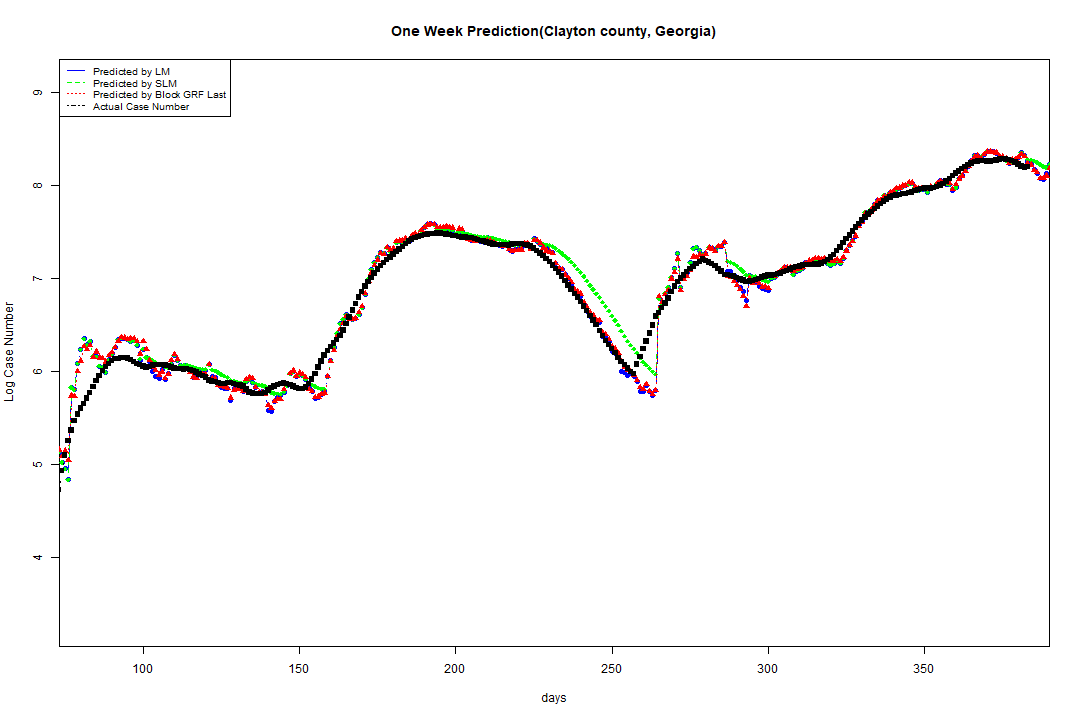 One Week Prediction(Clayton county, Georgia)
Predicted by LM
Predicted by SLM
Predicted by Block GRF Last
Actual Case Number
Log Case Number
9
8
7
6
5
4
100 150 200 250 300 350
days